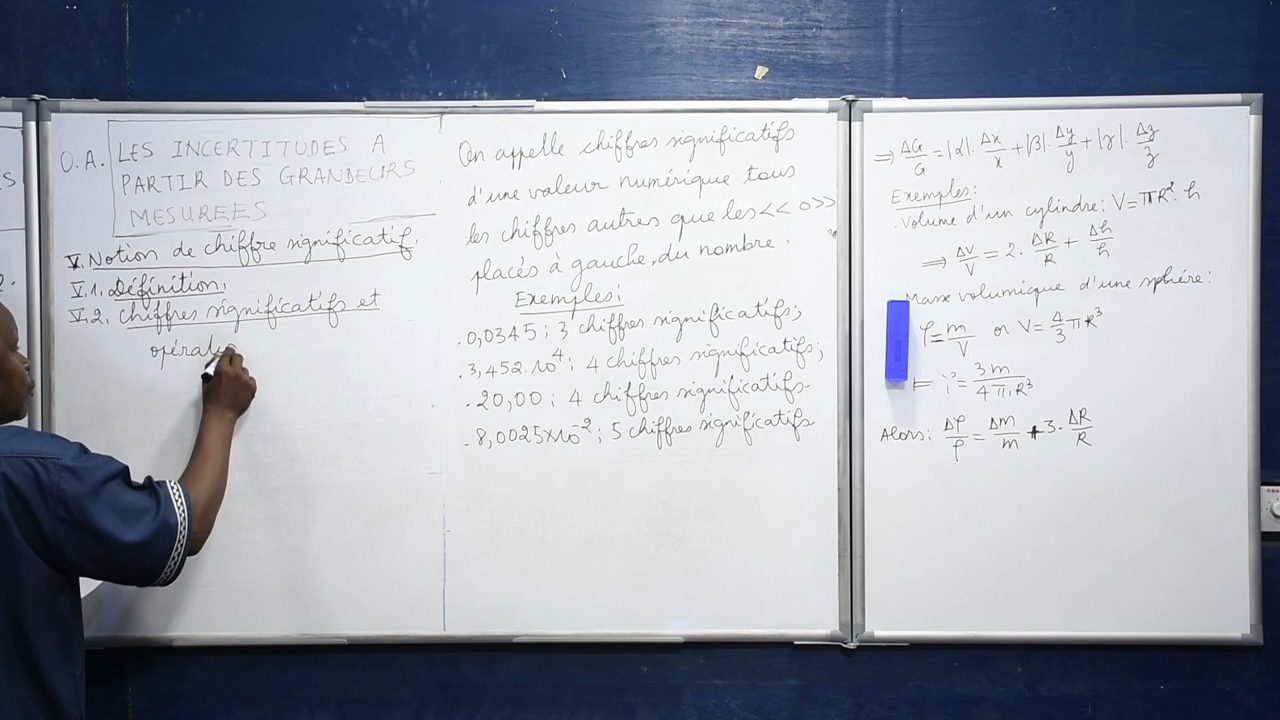 S
2.
O.A. LES INCERTITUDES A
PARTIR DES GRANDEURS
MESUREES
V. Notion de chiffre significatif.
V.1. Définition.
V.2. chiffres significatifs et
opérat
On appelle chiffres significatifs
d'une valeur numérique tous
les chiffres autres que les << 0>>
placés à gauche du nombre.
Exemples:
.0,0345 ; 3 chiffres significatifs;
.3,452.10⁴; 4 chiffres significatifs;
.20,00 ; 4 chiffres significatifs.
.8,0025x10⁻² ; 5 chiffres significatifs
⇒ ΔG/G = |α|. Δx/x + |β|. Δy/y + |γ|. Δz/z
Exemples:
.Volume d'un cylindre: V=πR². h
⇒ ΔV/V = 2. ΔR/R + Δh/h
Masse volumique d'une sphère:
ρ = m/V or V = 4/3 πR³
= 3m/4πR³
Alors: Δρ/ρ = Δm/m + 3. ΔR/R